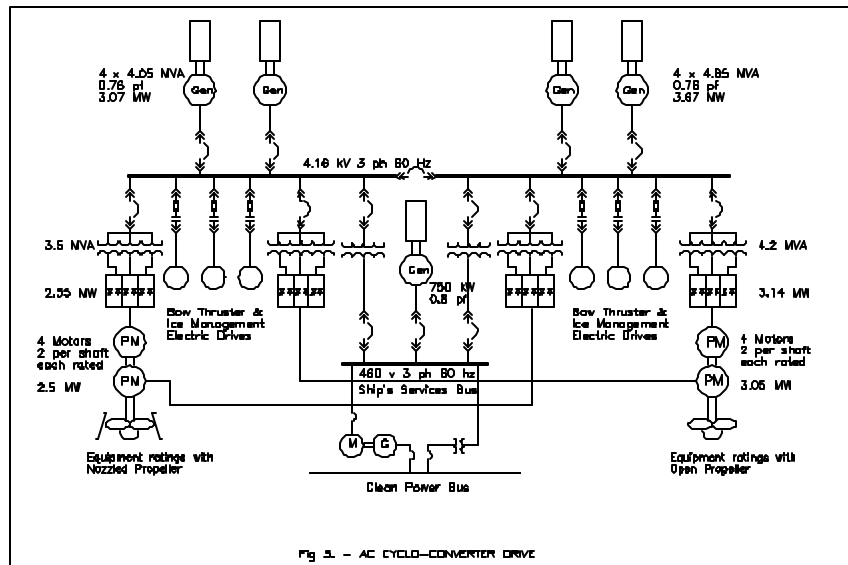 4 x 4.05 MVA
0.76 pf
3.07 MW
Gen
Gen
Gen
Gen
4 x 4.85 MVA
0.76 pf
3.67 MW
4.16 kV 3 ph 60 Hz
3.6 MVA
2.55 MW
Gen
750 KW
0.8 pf
4.2 MVA
3.14 MW
Bow Thruster &
Ice Management
Electric Drives
Bow Thruster &
Ice Management
Electric Drives
4 Motors
2 per shaft
each rated
2.5 MW
PM
PM
460 v 3 ph 60 hz
Ship's Services Bus
PM
PM
4 Motors
2 per shaft
each rated
3.05 MW
M
G
Equipment ratings with
Nozzled Propeller
Equipment ratings with
Open Propeller
Clean Power Bus
- AC CYCLO-CONVERTER DRIVE